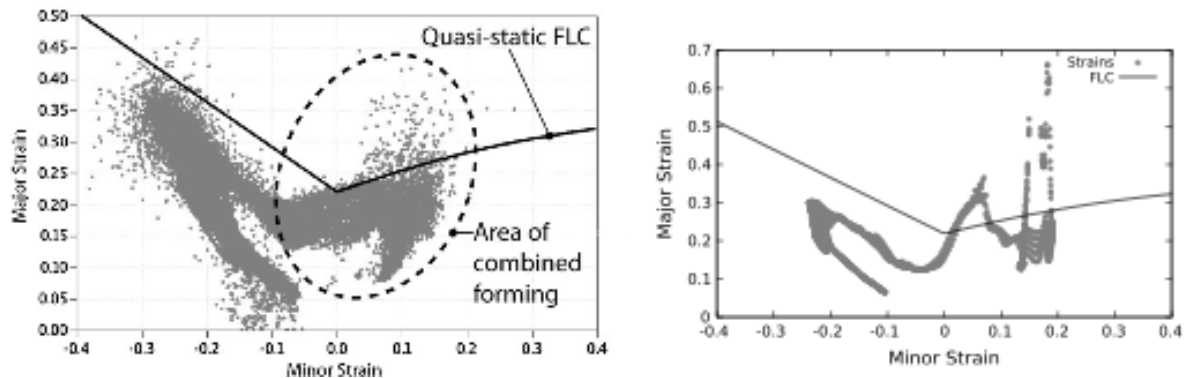 0.50
0.45
0.40
0.35
0.30
0.25
0.20
0.15
0.10
0.05
0.00
Major Strain
-0.4 -0.3 -0.2 -0.1 0.0 0.1 0.2 0.3 0.4
Minor Strain
Quasi-static FLC
Area of
combined
forming
0.7
0.6
0.5
0.4
0.3
0.2
0.1
0
Major Strain
-0.4 -0.3 -0.2 -0.1 0 0.1 0.2 0.3 0.4
Minor Strain
Strains
FLC